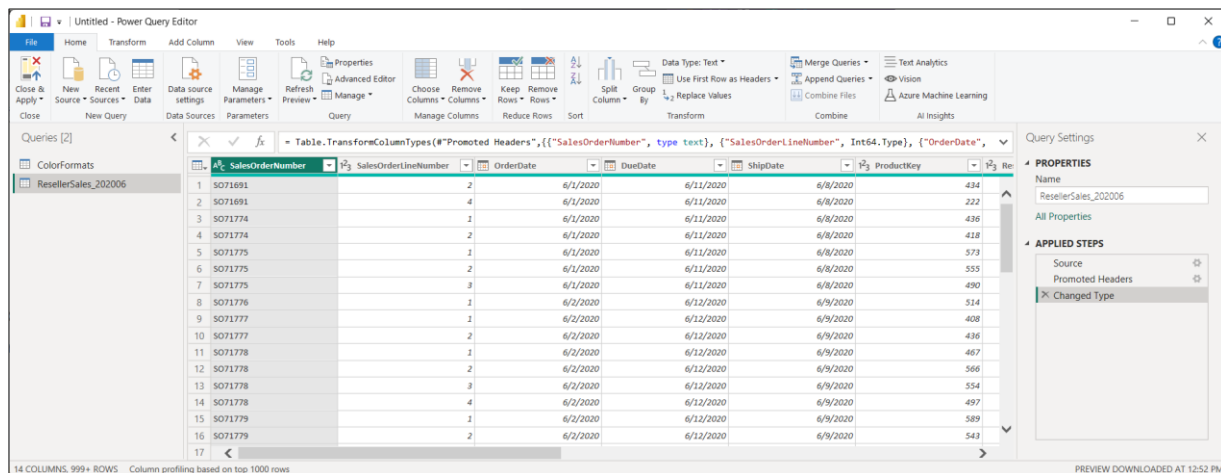 Untitled - Power Query Editor
File Home Transform Add Column View Tools Help
Close & Apply
New Source
Recent Sources
Enter Data
Data source settings
Manage Parameters
Refresh Preview
Properties
Advanced Editor
Manage
Choose Columns
Remove Columns
Keep Rows
Remove Rows
Split Column
Group By
Data Type: Text
Use First Row as Headers
Replace Values
Merge Queries
Append Queries
Combine Files
Text Analytics
Vision
Azure Machine Learning
Close New Query Data Sources Parameters Query Manage Columns Reduce Rows Sort Transform Combine AI Insights
Queries [2]
ColorFormats
ResellerSales_202006
= Table.TransformColumnTypes(#"Promoted Headers",{{"SalesOrderNumber", type text}, {"SalesOrderLineNumber", Int64.Type}, {"OrderDate",
SalesOrderNumber SalesOrderLineNumber OrderDate DueDate ShipDate ProductKey Res
1 SO71691 2 6/1/2020 6/11/2020 6/8/2020 434
2 SO71691 4 6/1/2020 6/11/2020 6/8/2020 222
3 SO71774 1 6/1/2020 6/11/2020 6/8/2020 436
4 SO71774 2 6/1/2020 6/11/2020 6/8/2020 418
5 SO71775 1 6/1/2020 6/11/2020 6/8/2020 573
6 SO71775 2 6/1/2020 6/11/2020 6/8/2020 555
7 SO71775 3 6/1/2020 6/11/2020 6/8/2020 490
8 SO71776 1 6/2/2020 6/12/2020 6/9/2020 514
9 SO71777 1 6/2/2020 6/12/2020 6/9/2020 408
10 SO71777 2 6/2/2020 6/12/2020 6/9/2020 436
11 SO71778 1 6/2/2020 6/12/2020 6/9/2020 467
12 SO71778 2 6/2/2020 6/12/2020 6/9/2020 566
13 SO71778 3 6/2/2020 6/12/2020 6/9/2020 554
14 SO71778 4 6/2/2020 6/12/2020 6/9/2020 497
15 SO71779 1 6/2/2020 6/12/2020 6/9/2020 589
16 SO71779 2 6/2/2020 6/12/2020 6/9/2020 543
17
Query Settings
PROPERTIES
Name
ResellerSales_202006
All Properties
APPLIED STEPS
Source
Promoted Headers
Changed Type
14 COLUMNS, 999+ ROWS Column profiling based on top 1000 rows
PREVIEW DOWNLOADED AT 12:52 PM